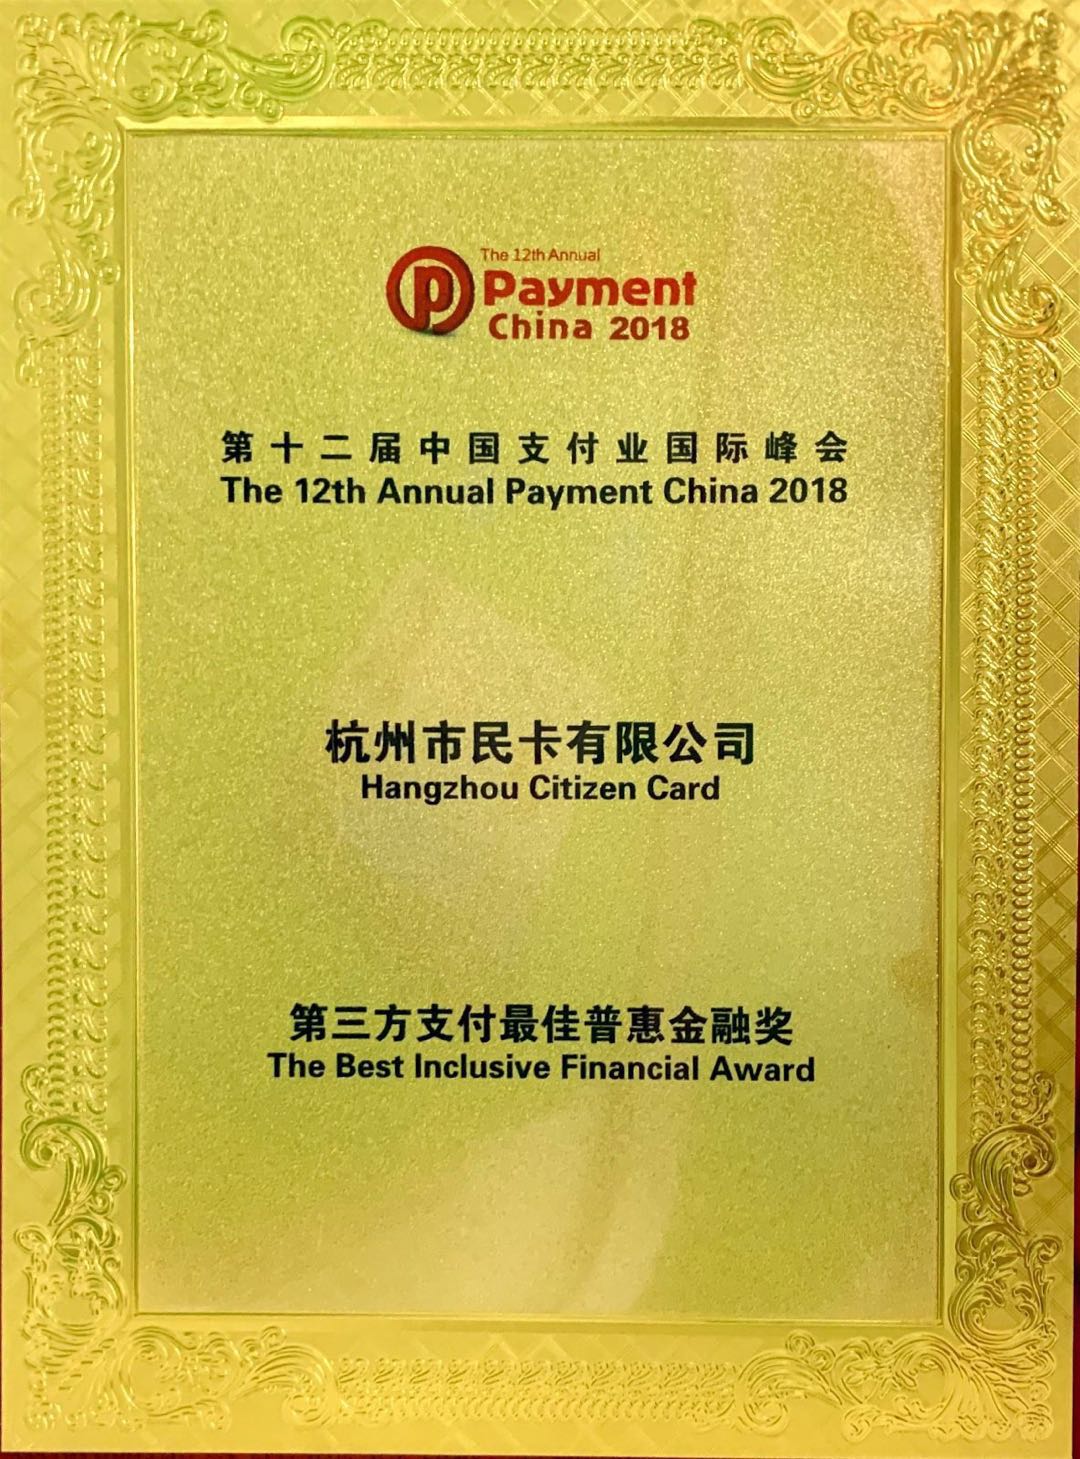 The 12th Annual
Payment
China 2018
第十二届中国支付业国际峰会
The 12th Annual Payment China 2018
杭州市民卡有限公司
Hangzhou Citizen Card
第三方支付最佳普惠金融奖
The Best Inclusive Financial Award